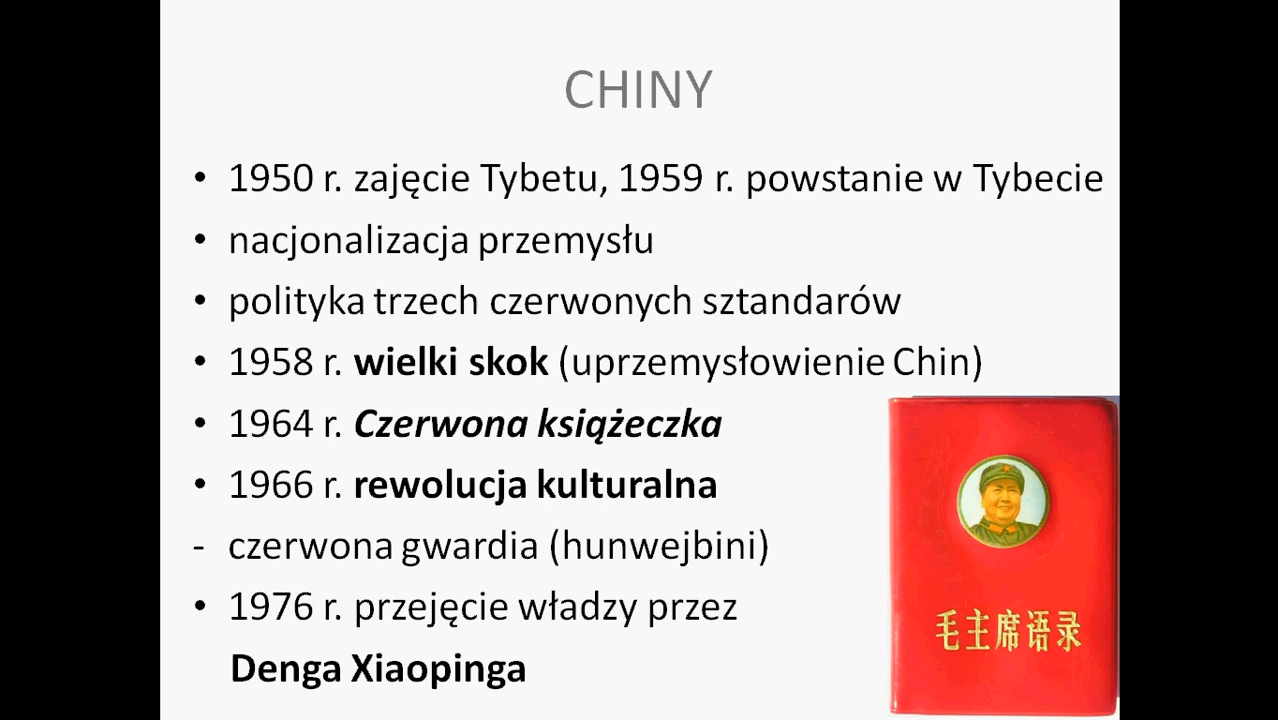 CHINY
• 1950 r. zajęcie Tybetu, 1959 r. powstanie w Tybecie
• nacjonalizacja przemysłu
• polityka trzech czerwonych sztandarów
• 1958 r. wielki skok (uprzemysłowienie Chin)
• 1964 r. Czerwona książeczka
• 1966 r. rewolucja kulturalna
- czerwona gwardia (hunwejbini)
• 1976 r. przejęcie władzy przez
Denga Xiaopinga
毛主席语录